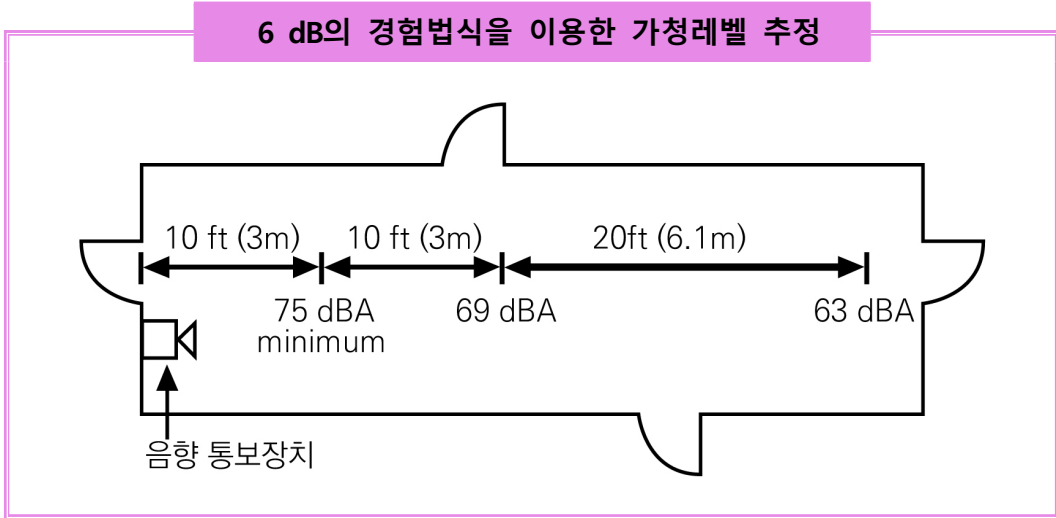 6 dB의 경험법식을 이용한 가청레벨 추정
10 ft (3m) 10 ft (3m) 20ft (6.1m)
75 dBA 69 dBA 63 dBA
minimum
음향 통보장치